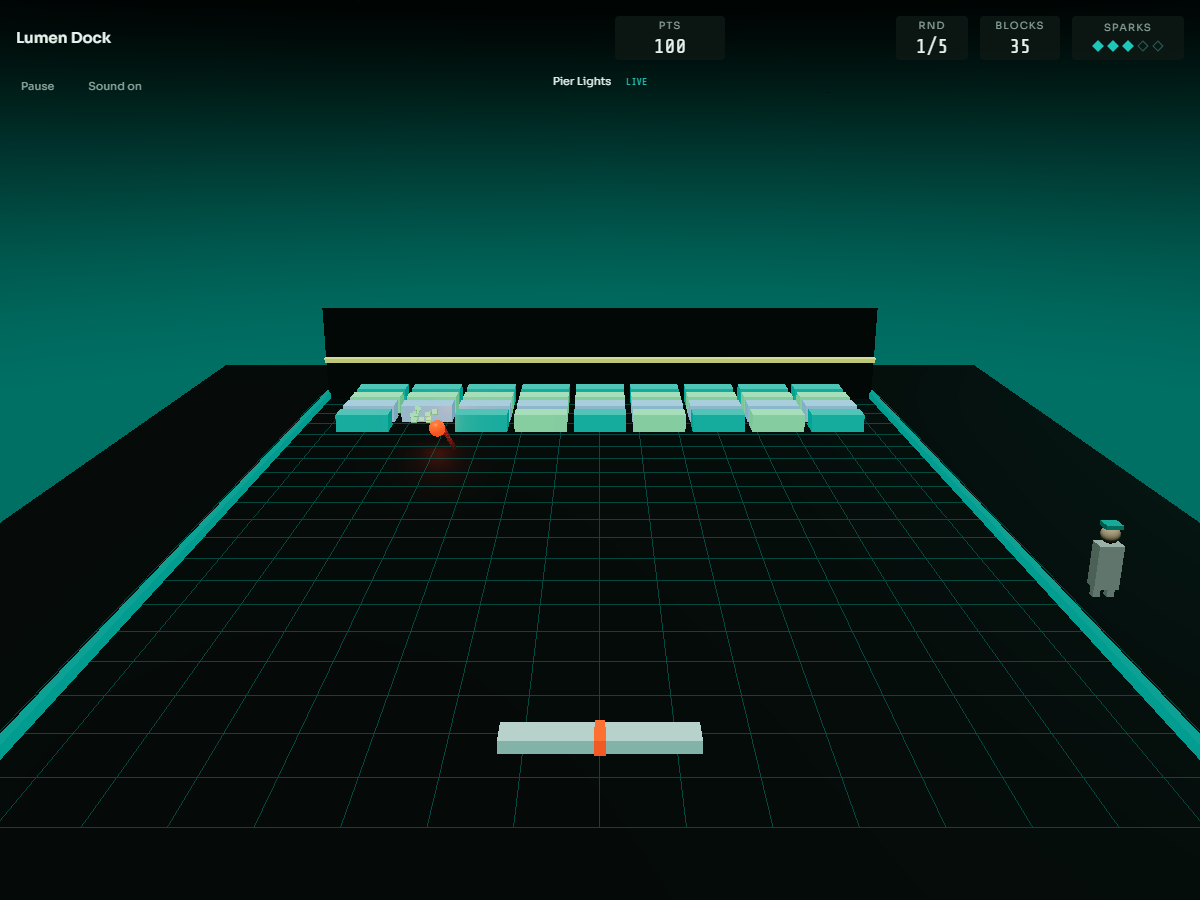 Lumen Dock
PTS
100
RND
1/5
BLOCKS
35
SPARKS
Pause
Sound on
Pier Lights
LIVE